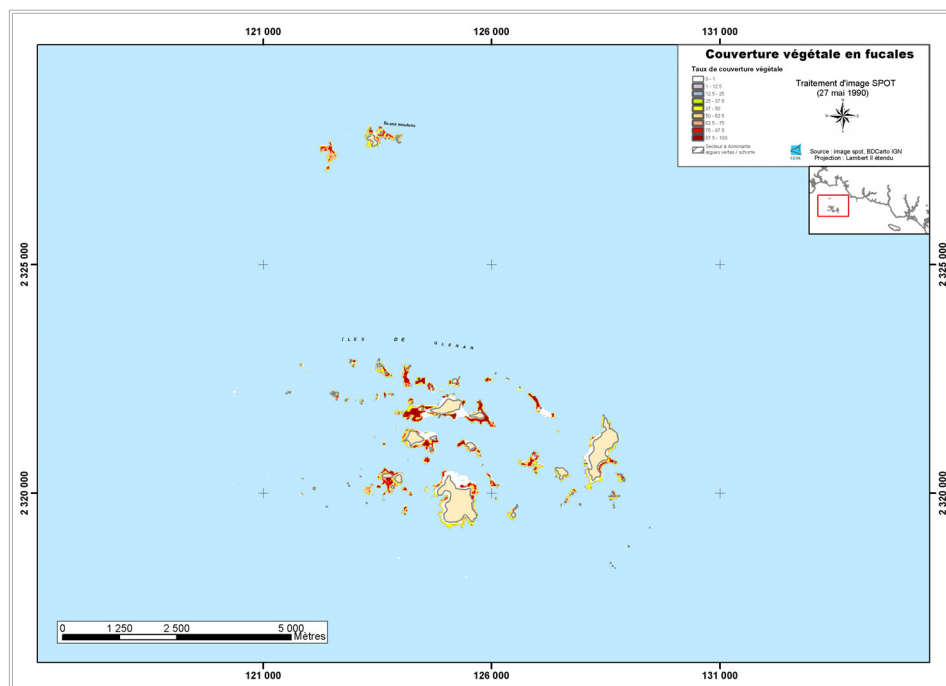 121 000
126 000
131 000
Couverture végétale en fucales
Taux de couverture végétale
0 - 1
1 - 12.5
12.5 - 25
25 - 37.5
37 - 50
50 - 62.5
62.5 - 75
75 - 87.5
87.5 - 100
Secteur à dominante
algues vertes / schorre
Traitement d'image SPOT
(27 mai 1990)
N
Source : image spot, BDCarto IGN
Projection : Lambert II étendu
2 325 000
2 325 000
ILES DE GLENAN
2 320 000
2 320 000
0
1 250
2 500
5 000
Mètres
121 000
126 000
131 000